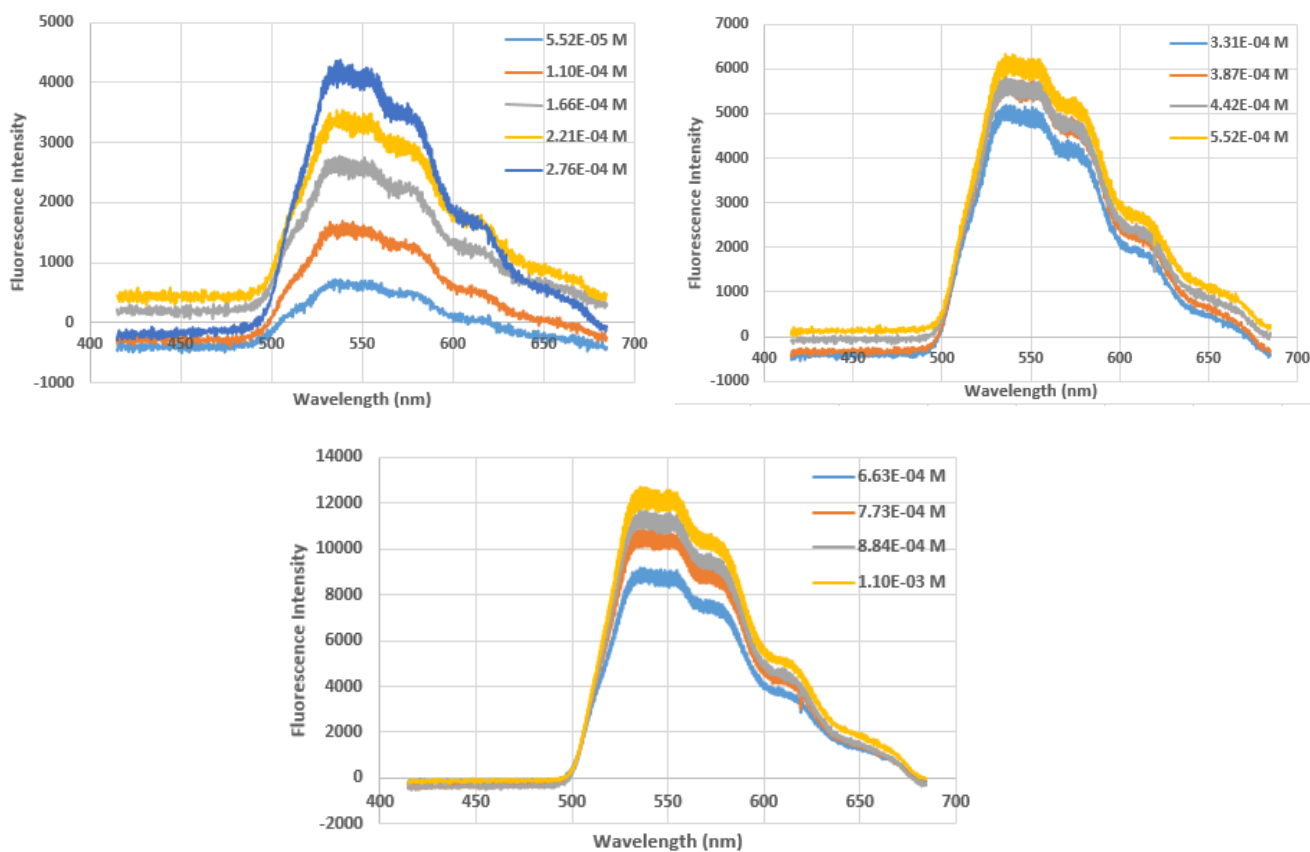 5000
4000
3000
2000
1000
0
-1000
400
450
500
550
600
650
700
Fluorescence Intensity
Wavelength (nm)
5.52E-05 M
1.10E-04 M
1.66E-04 M
2.21E-04 M
2.76E-04 M
7000
6000
5000
4000
3000
2000
1000
0
-1000
400
450
500
550
600
650
700
Fluorescence Intensity
Wavelength (nm)
3.31E-04 M
3.87E-04 M
4.42E-04 M
5.52E-04 M
14000
12000
10000
8000
6000
4000
2000
0
-2000
400
450
500
550
600
650
700
Fluorescence Intensity
Wavelength (nm)
6.63E-04 M
7.73E-04 M
8.84E-04 M
1.10E-03 M